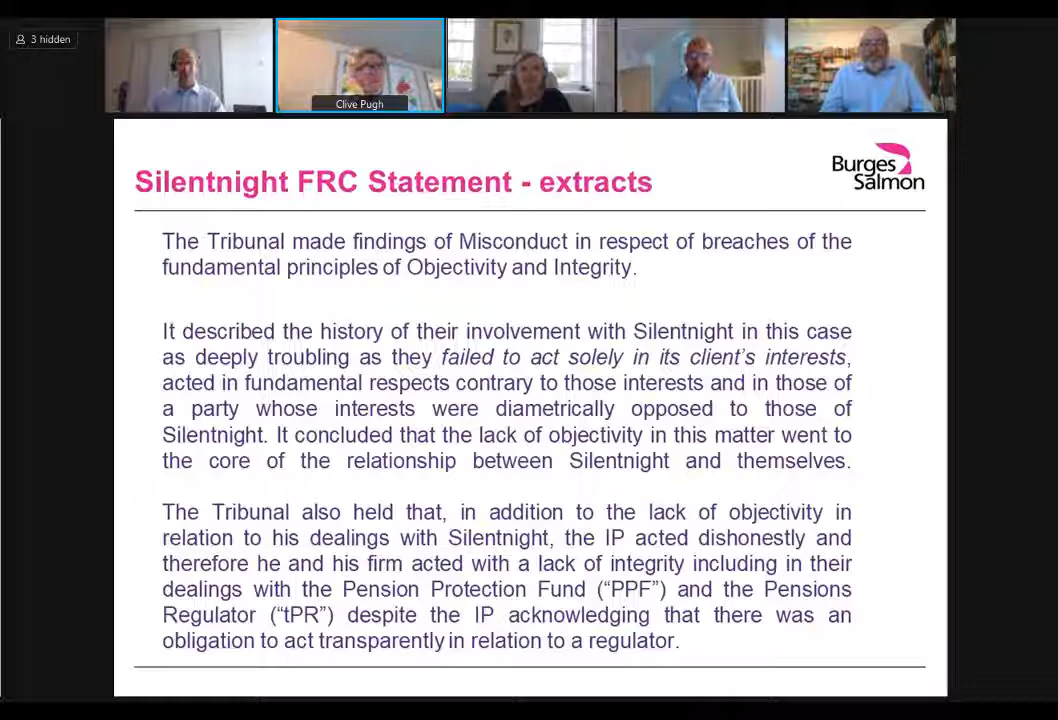 3 hidden
Clive Pugh
Silentnight FRC Statement - extracts
Burges
Salmon
The Tribunal made findings of Misconduct in respect of breaches of the
fundamental principles of Objectivity and Integrity.
It described the history of their involvement with Silentnight in this case
as deeply troubling as they failed to act solely in its client's interests,
acted in fundamental respects contrary to those interests and in those of
a party whose interests were diametrically opposed to those of
Silentnight. It concluded that the lack of objectivity in this matter went to
the core of the relationship between Silentnight and themselves.
The Tribunal also held that, in addition to the lack of objectivity in
relation to his dealings with Silentnight, the IP acted dishonestly and
therefore he and his firm acted with a lack of integrity including in their
dealings with the Pension Protection Fund (“PPF”) and the Pensions
Regulator (“tPR”) despite the IP acknowledging that there was an
obligation to act transparently in relation to a regulator.